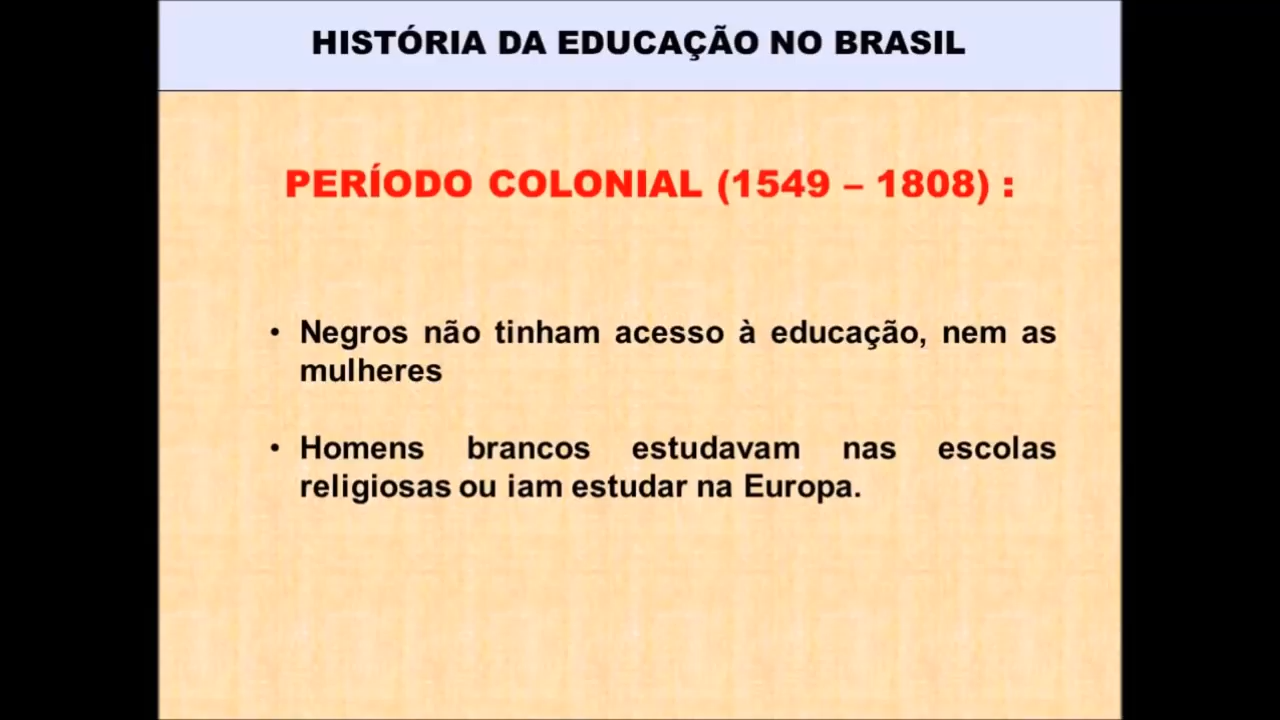 HISTÓRIA DA EDUCAÇÃO NO BRASIL
PERÍODO COLONIAL (1549 – 1808) :
• Negros não tinham acesso à educação, nem as
mulheres
• Homens brancos estudavam nas escolas
religiosas ou iam estudar na Europa.